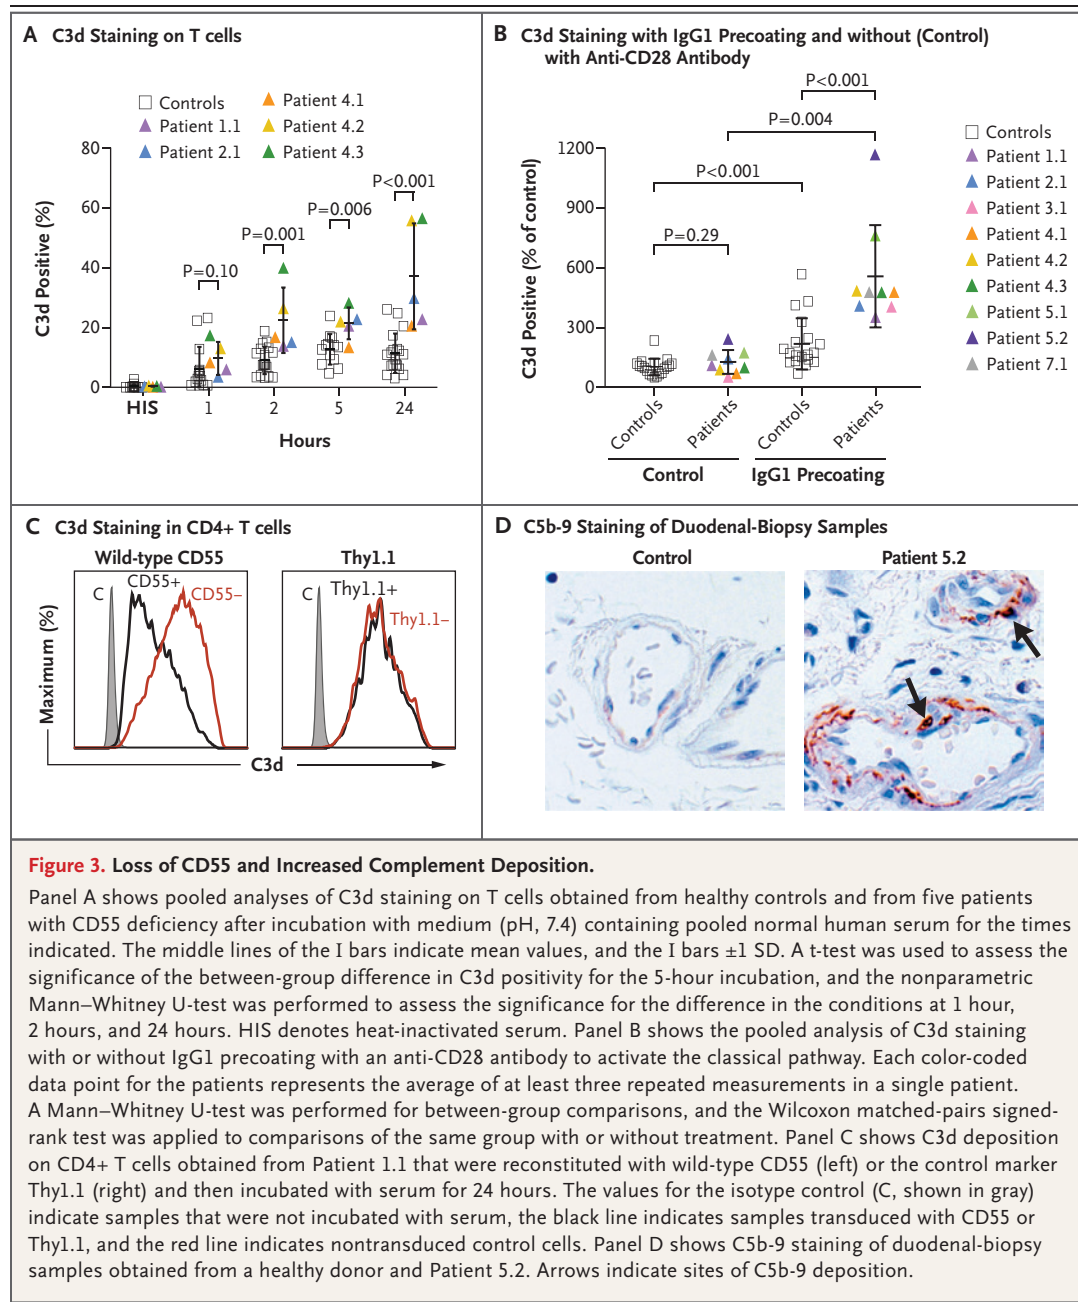 A C3d Staining on T cells
Controls
Patient 1.1
Patient 2.1
Patient 4.1
Patient 4.2
Patient 4.3
C3d Positive (%)
80
60
40
20
0
P=0.10
P=0.001
P=0.006
P<0.001
HIS 1 2 5 24
Hours
B C3d Staining with IgG1 Precoating and without (Control)
with Anti-CD28 Antibody
P<0.001
P=0.004
P<0.001
P=0.29
C3d Positive (% of control)
1200
900
600
300
0
Controls Patients Controls Patients
Control IgG1 Precoating
Controls
Patient 1.1
Patient 2.1
Patient 3.1
Patient 4.1
Patient 4.2
Patient 4.3
Patient 5.1
Patient 5.2
Patient 7.1
C C3d Staining in CD4+ T cells
Wild-type CD55 Thy1.1
C CD55+ CD55–
C Thy1.1+ Thy1.1–
Maximum (%)
C3d
D C5b-9 Staining of Duodenal-Biopsy Samples
Control Patient 5.2
Figure 3. Loss of CD55 and Increased Complement Deposition.
Panel A shows pooled analyses of C3d staining on T cells obtained from healthy controls and from five patients
with CD55 deficiency after incubation with medium (pH, 7.4) containing pooled normal human serum for the times
indicated. The middle lines of the I bars indicate mean values, and the I bars ±1 SD. A t-test was used to assess the
significance of the between-group difference in C3d positivity for the 5-hour incubation, and the nonparametric
Mann–Whitney U-test was performed to assess the significance for the difference in the conditions at 1 hour,
2 hours, and 24 hours. HIS denotes heat-inactivated serum. Panel B shows the pooled analysis of C3d staining
with or without IgG1 precoating with an anti-CD28 antibody to activate the classical pathway. Each color-coded
data point for the patients represents the average of at least three repeated measurements in a single patient.
A Mann–Whitney U-test was performed for between-group comparisons, and the Wilcoxon matched-pairs signed-
rank test was applied to comparisons of the same group with or without treatment. Panel C shows C3d deposition
on CD4+ T cells obtained from Patient 1.1 that were reconstituted with wild-type CD55 (left) or the control marker
Thy1.1 (right) and then incubated with serum for 24 hours. The values for the isotype control (C, shown in gray)
indicate samples that were not incubated with serum, the black line indicates samples transduced with CD55 or
Thy1.1, and the red line indicates nontransduced control cells. Panel D shows C5b-9 staining of duodenal-biopsy
samples obtained from a healthy donor and Patient 5.2. Arrows indicate sites of C5b-9 deposition.